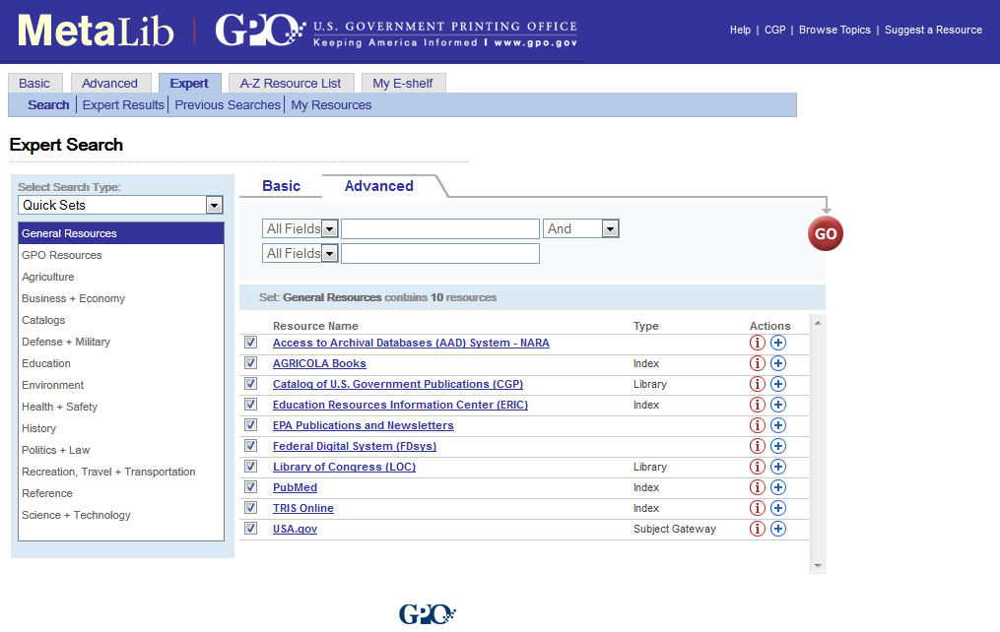 MetaLib | GPO U.S. GOVERNMENT PRINTING OFFICE
Keeping America Informed | www.gpo.gov
Help | CGP | Browse Topics | Suggest a Resource
Basic Advanced Expert A-Z Resource List My E-shelf
Search | Expert Results | Previous Searches | My Resources
Expert Search
Select Search Type:
Quick Sets
General Resources
GPO Resources
Agriculture
Business + Economy
Catalogs
Defense + Military
Education
Environment
Health + Safety
History
Politics + Law
Recreation, Travel + Transportation
Reference
Science + Technology
Basic Advanced
All Fields And
All Fields
GO
Set: General Resources contains 10 resources
Resource Name Type Actions
Access to Archival Databases (AAD) System - NARA
AGRICOLA Books Index
Catalog of U.S. Government Publications (CGP) Library
Education Resources Information Center (ERIC) Index
EPA Publications and Newsletters
Federal Digital System (FDsys)
Library of Congress (LOC) Library
PubMed Index
TRIS Online Index
USA.gov Subject Gateway
GPO